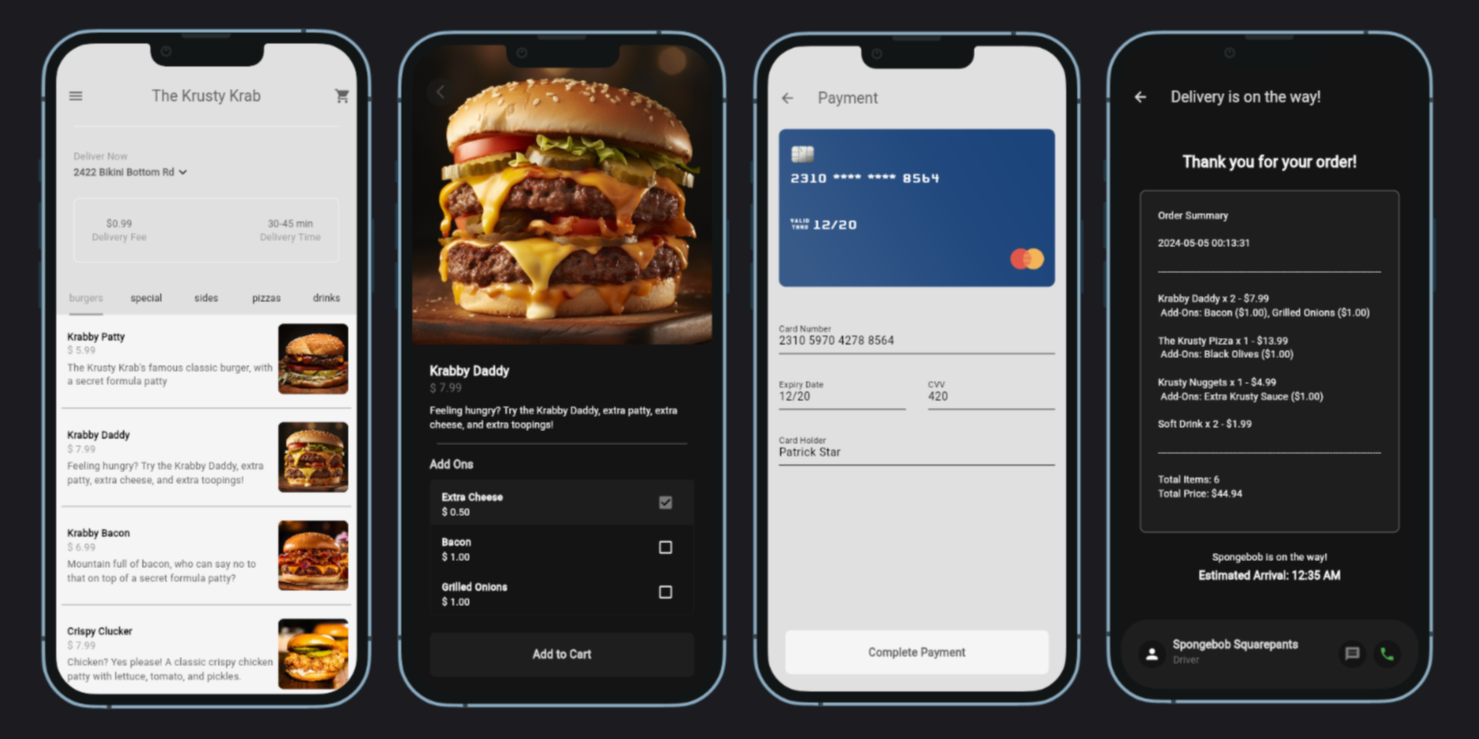 The Krusty Krab
Deliver Now
2422 Bikini Bottom Rd
$0.99
Delivery Fee
30-45 min
Delivery Time
burgers special sides pizzas drinks
Krabby Patty
$ 5.99
The Krusty Krab's famous classic burger, with
a secret formula patty
Krabby Daddy
$ 7.99
Feeling hungry? Try the Krabby Daddy, extra
patty, extra cheese, and extra toopings!
Krabby Bacon
$ 6.99
Mountain full of bacon, who can say no to
that on top of a secret formula patty?
Crispy Clucker
$ 7.99
Chicken? Yes please! A classic crispy chicken
patty with lettuce, tomato, and pickles.
Krabby Daddy
$ 7.99
Feeling hungry? Try the Krabby Daddy, extra patty, extra
cheese, and extra toopings!
Add Ons
Extra Cheese
$ 0.50
Bacon
$ 1.00
Grilled Onions
$ 1.00
Add to Cart
Payment
2310 **** **** 8564
VALID
THRU 12/20
Card Number
2310 5970 4278 8564
Expiry Date
12/20
CVV
420
Card Holder
Patrick Star
Complete Payment
Delivery is on the way!
Thank you for your order!
Order Summary
2024-05-05 00:13:31
Krabby Daddy x 2 - $7.99
Add-Ons: Bacon ($1.00), Grilled Onions ($1.00)
The Krusty Pizza x 1 - $13.99
Add-Ons: Black Olives ($1.00)
Krusty Nuggets x 1 - $4.99
Add-Ons: Extra Krusty Sauce ($1.00)
Soft Drink x 2 - $1.99
Total Items: 6
Total Price: $44.94
Spongebob is on the way!
Estimated Arrival: 12:35 AM
Spongebob Squarepants
Driver